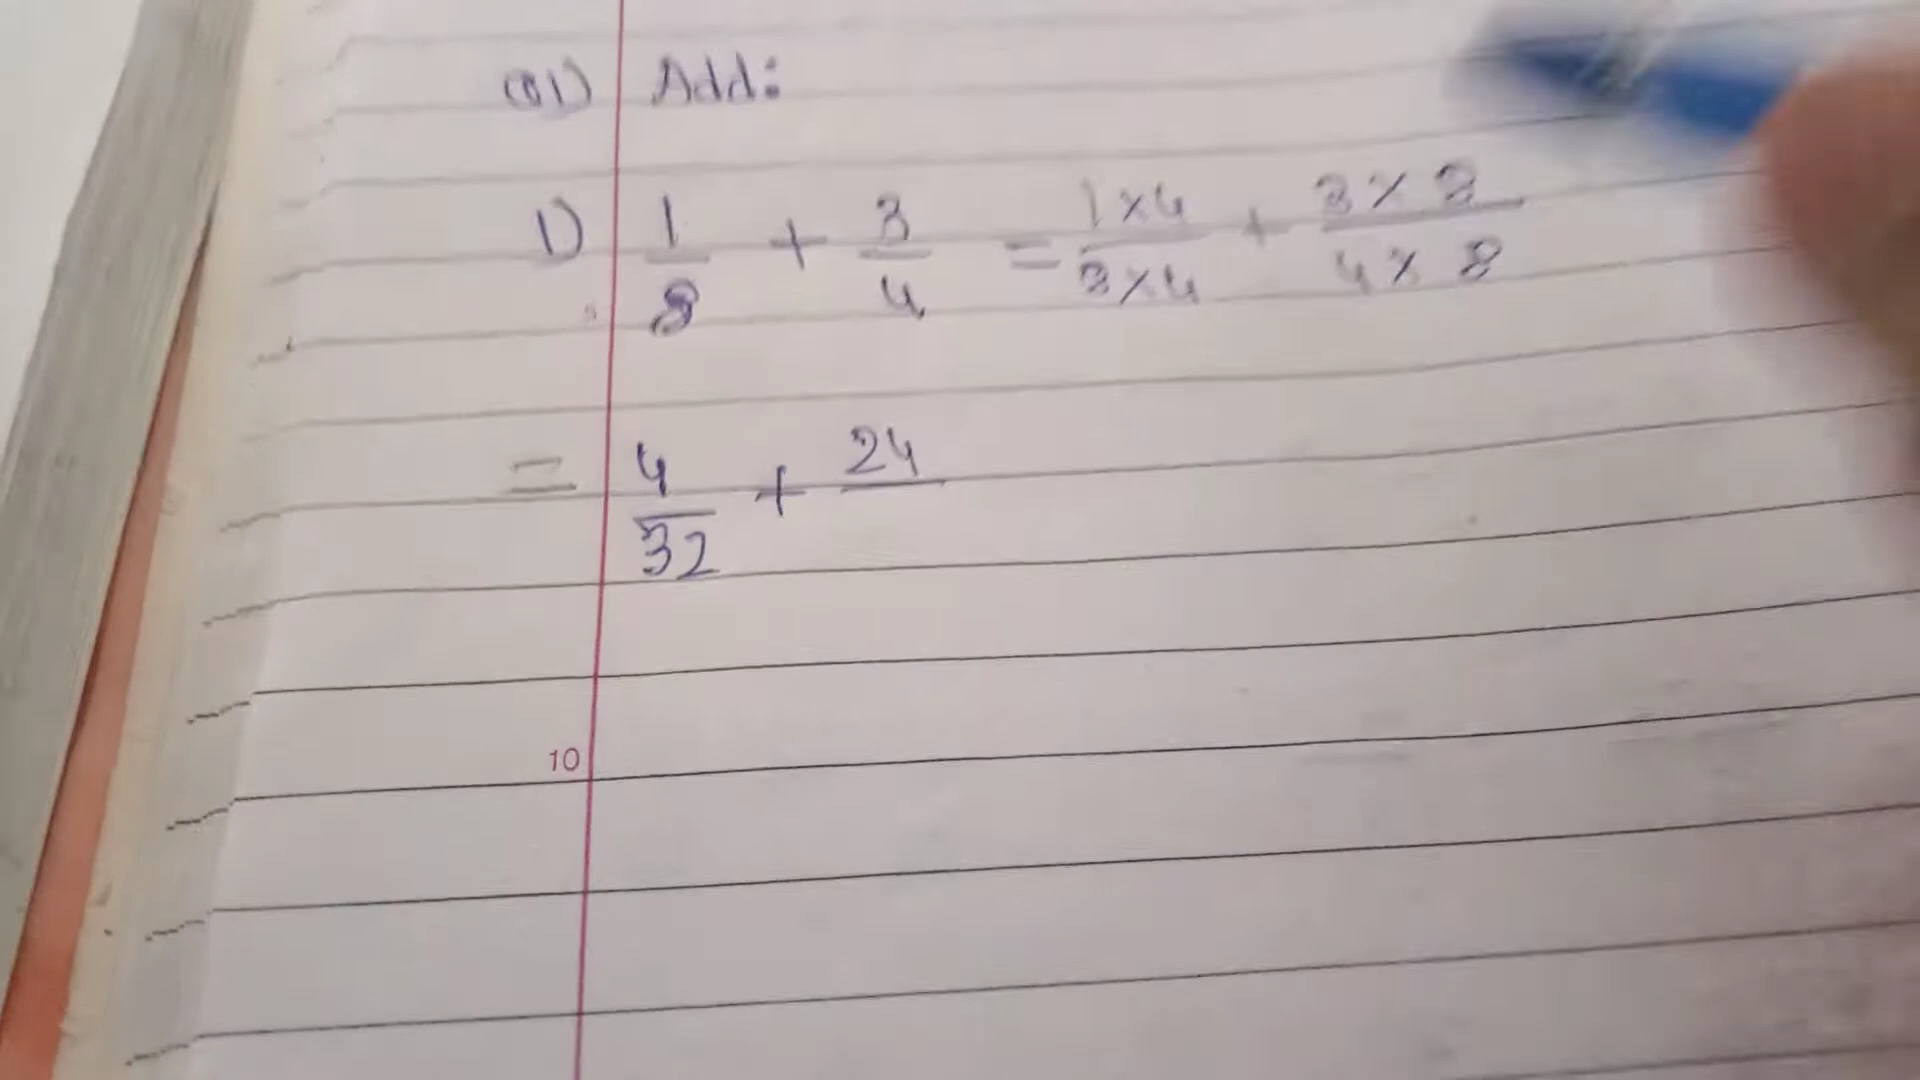 Q1) Add:
1) 1/8 + 3/4 = 1×4/8×4 + 3×8/4×8
= 4/32 + 24/
10